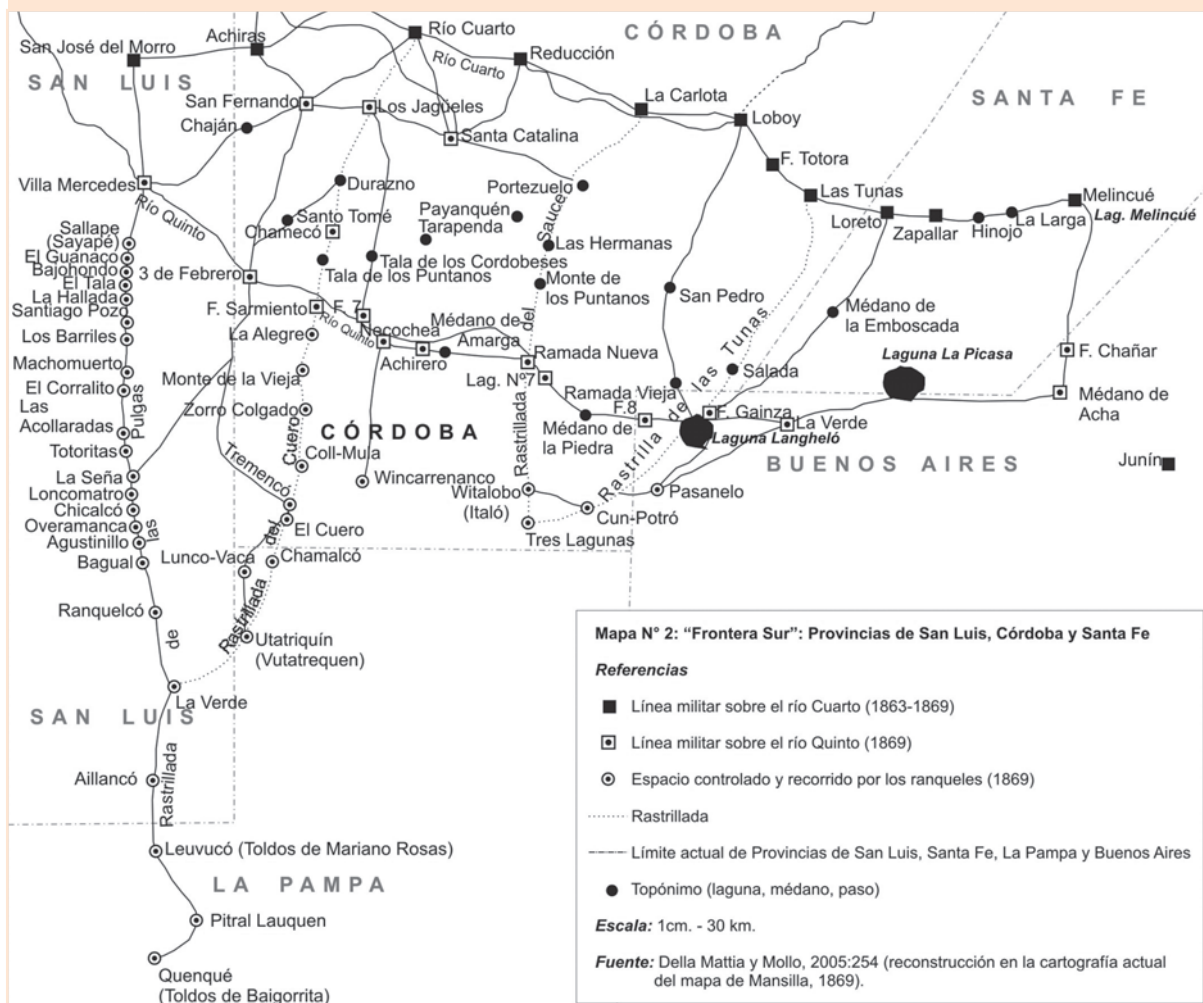 CÓRDOBA
Río Cuarto
Achiras
San José del Morro
Reducción
Río Cuarto
SAN LUIS
SANTA FE
La Carlota
San Fernando
Los Jagüeles
Loboy
Chaján
Santa Catalina
F. Totora
Villa Mercedes
Durazno
Portezuelo
Las Tunas
Melincué
Río Quinto
Santo Tomé
Payanquén
Tarapenda
Loreto
Zapallar
Hinojo
La Larga
Lag. Melincué
Sallape
(Sayapé)
Chamecó
Sauce
Las Hermanas
El Guanaco
Bajohondo
3 de Febrero
Tala de los Cordobeses
Tala de los Puntanos
El Tala
Monte de
los Puntanos
San Pedro
La Hallada
Santiago Pozo
F. Sarmiento
F. 7
Río Quinto
del
Médano de
la Emboscada
Los Barriles
La Alegre
Necochea
Médano de
Amarga
Achirero
Ramada Nueva
Laguna La Picasa
F. Chañar
Machomuerto
Monte de la Vieja
Lag. Nº7
Salada
El Corralito
Ramada Vieja
Médano de
Acha
Las
Acollaradas
Pulgas
Zorro Colgado
F.8
F. Gainza
La Verde
CÓRDOBA
Médano de
la Piedra
Laguna Langheló
Totoritas
Cuero
Coll-Mula
Rastrillada
Rastrilla de las Tunas
BUENOS AIRES
Junín
La Seña
Tremencó
Wincarrenanco
Witalobo
(Italó)
Pasanelo
Loncomatro
Chicalcó
El Cuero
Cun-Potró
Overamanca
las
del
Tres Lagunas
Agustinillo
Bagual
Lunco-Vaca
Chamalcó
Ranquelcó
Rastrillada
de
Utatriquín
(Vutatrequen)
La Verde
SAN LUIS
Aillancó
Rastrillada
Leuvucó (Toldos de Mariano Rosas)
LA PAMPA
Pitral Lauquen
Quenqué
(Toldos de Baigorrita)
Mapa N° 2: “Frontera Sur”: Provincias de San Luis, Córdoba y Santa Fe
Referencias
Línea militar sobre el río Cuarto (1863-1869)
Línea militar sobre el río Quinto (1869)
Espacio controlado y recorrido por los ranqueles (1869)
Rastrillada
Límite actual de Provincias de San Luis, Santa Fe, La Pampa y Buenos Aires
Topónimo (laguna, médano, paso)
Escala: 1cm. - 30 km.
Fuente: Della Mattia y Mollo, 2005:254 (reconstrucción en la cartografía actual
del mapa de Mansilla, 1869).